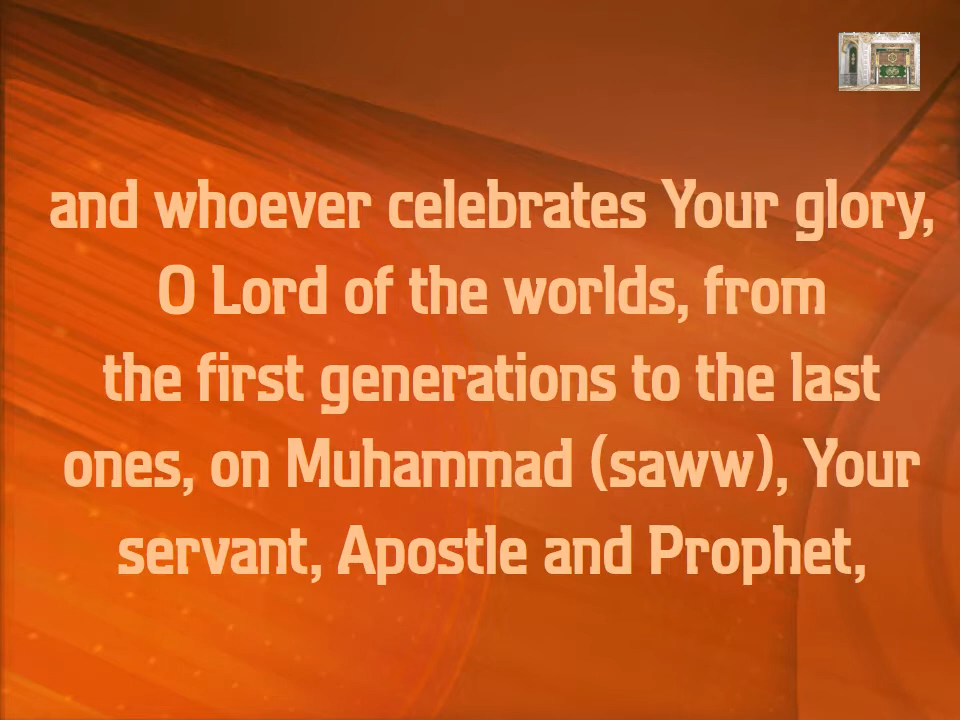 and whoever celebrates Your glory,
O Lord of the worlds, from
the first generations to the last
ones, on Muhammad (saww), Your
servant, Apostle and Prophet,